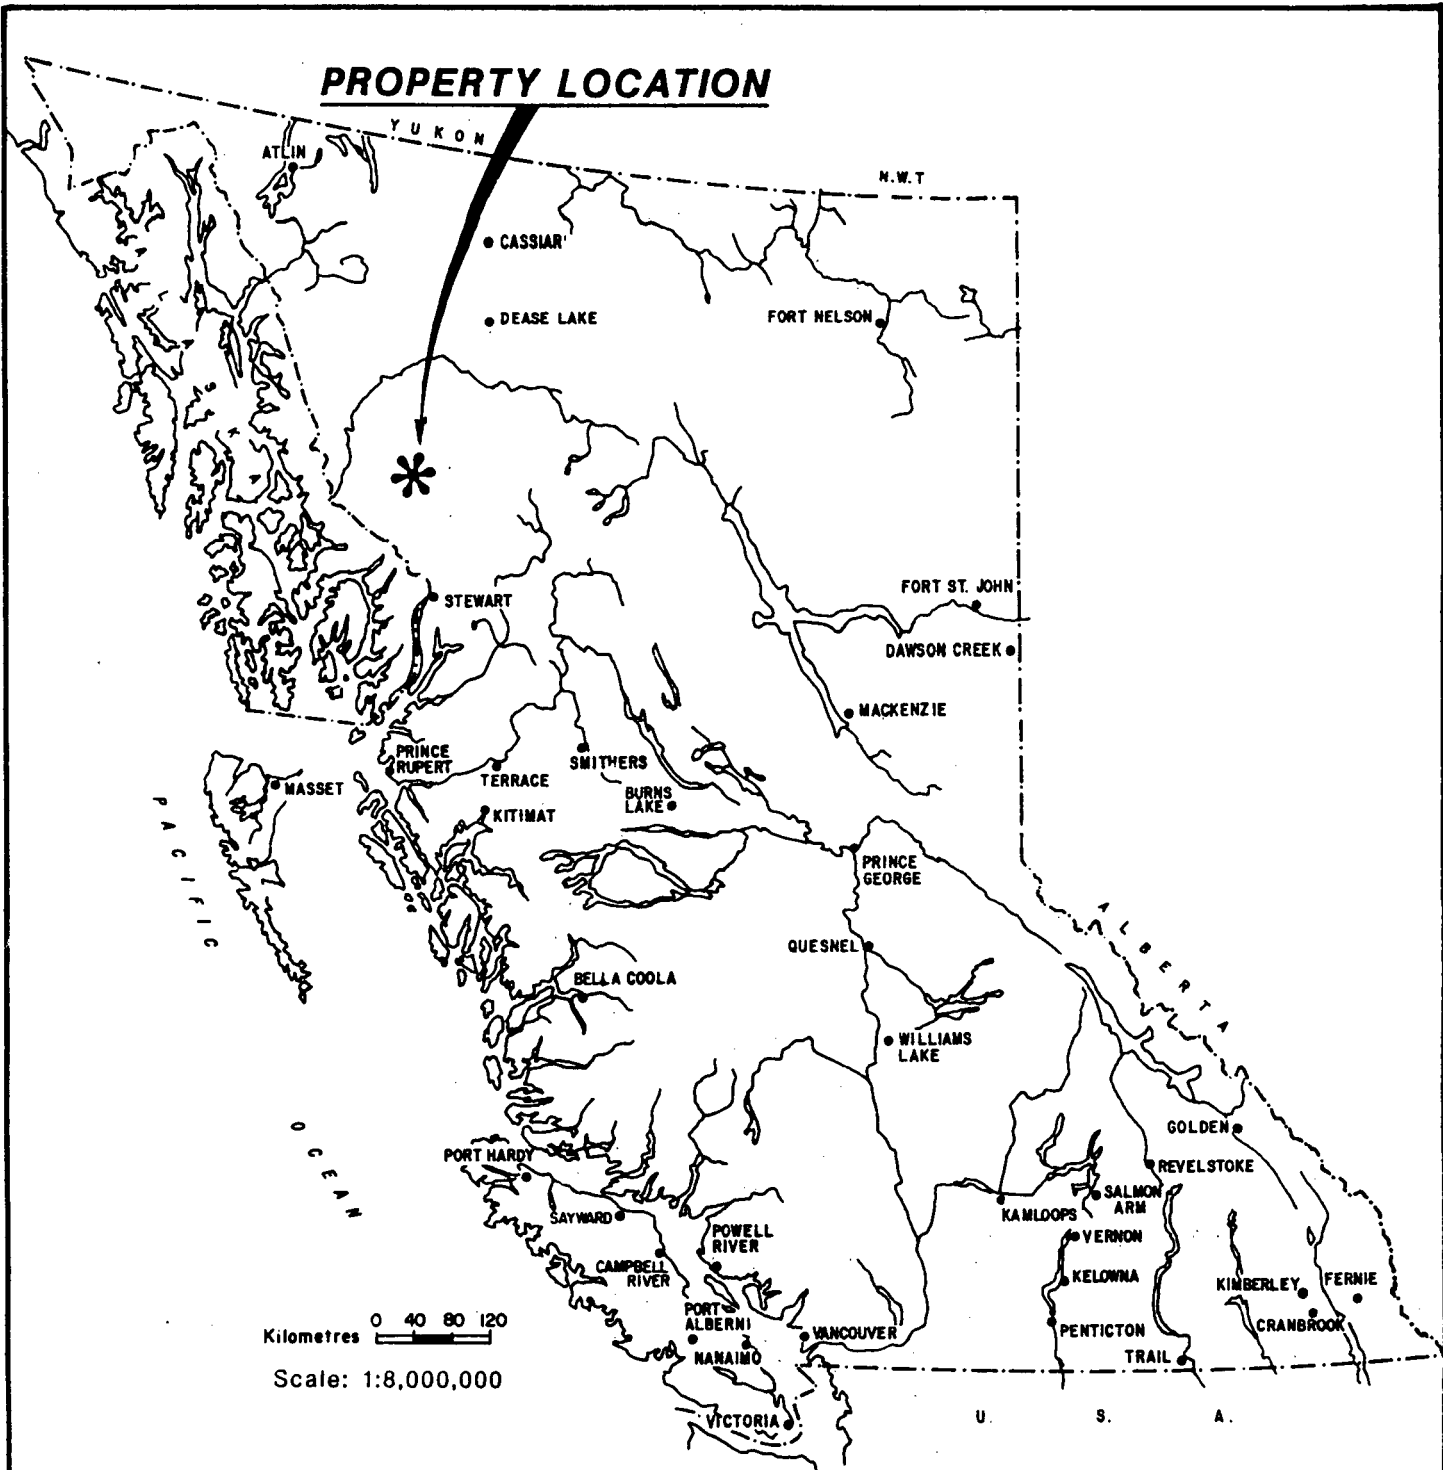 PROPERTY LOCATION
YUKON
N.W.T
ATLIN
CASSIAR
DEASE LAKE
FORT NELSON
ALASKA
STEWART
FORT ST. JOHN
DAWSON CREEK
MACKENZIE
PRINCE
RUPERT
TERRACE
SMITHERS
MASSET
BURNS
LAKE
KITIMAT
PACIFIC
PRINCE
GEORGE
ALBERTA
QUESNEL
BELLA COOLA
WILLIAMS
LAKE
OCEAN
GOLDEN
PORT HARDY
REVELSTOKE
SALMON
ARM
KAMLOOPS
SAYWARD
POWELL
RIVER
VERNON
CAMPBELL
RIVER
KELOWNA
KIMBERLEY
FERNIE
PORT
ALBERNI
CRANBROOK
Kilometres 0 40 80 120
VANCOUVER
PENTICTON
NANAIMO
TRAIL
Scale: 1:8,000,000
VICTORIA
U. S. A.